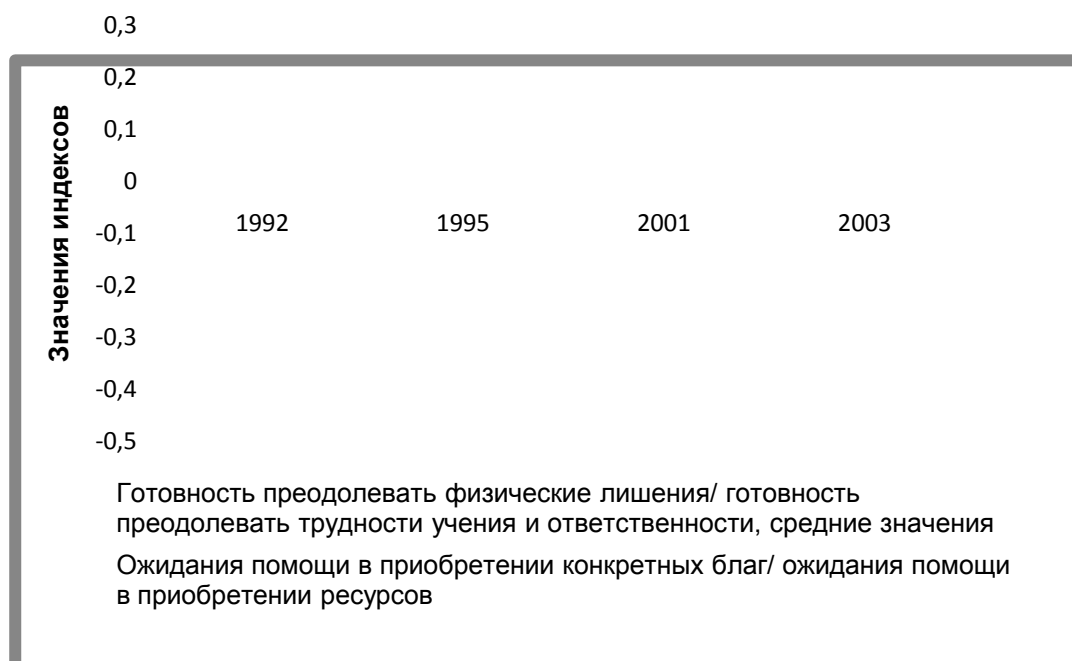 0,3
0,2
0,1
0
-0,1
-0,2
-0,3
-0,4
-0,5
Значения индексов
1992 1995 2001 2003
Готовность преодолевать физические лишения/ готовность
преодолевать трудности учения и ответственности, средние значения
Ожидания помощи в приобретении конкретных благ/ ожидания помощи
в приобретении ресурсов